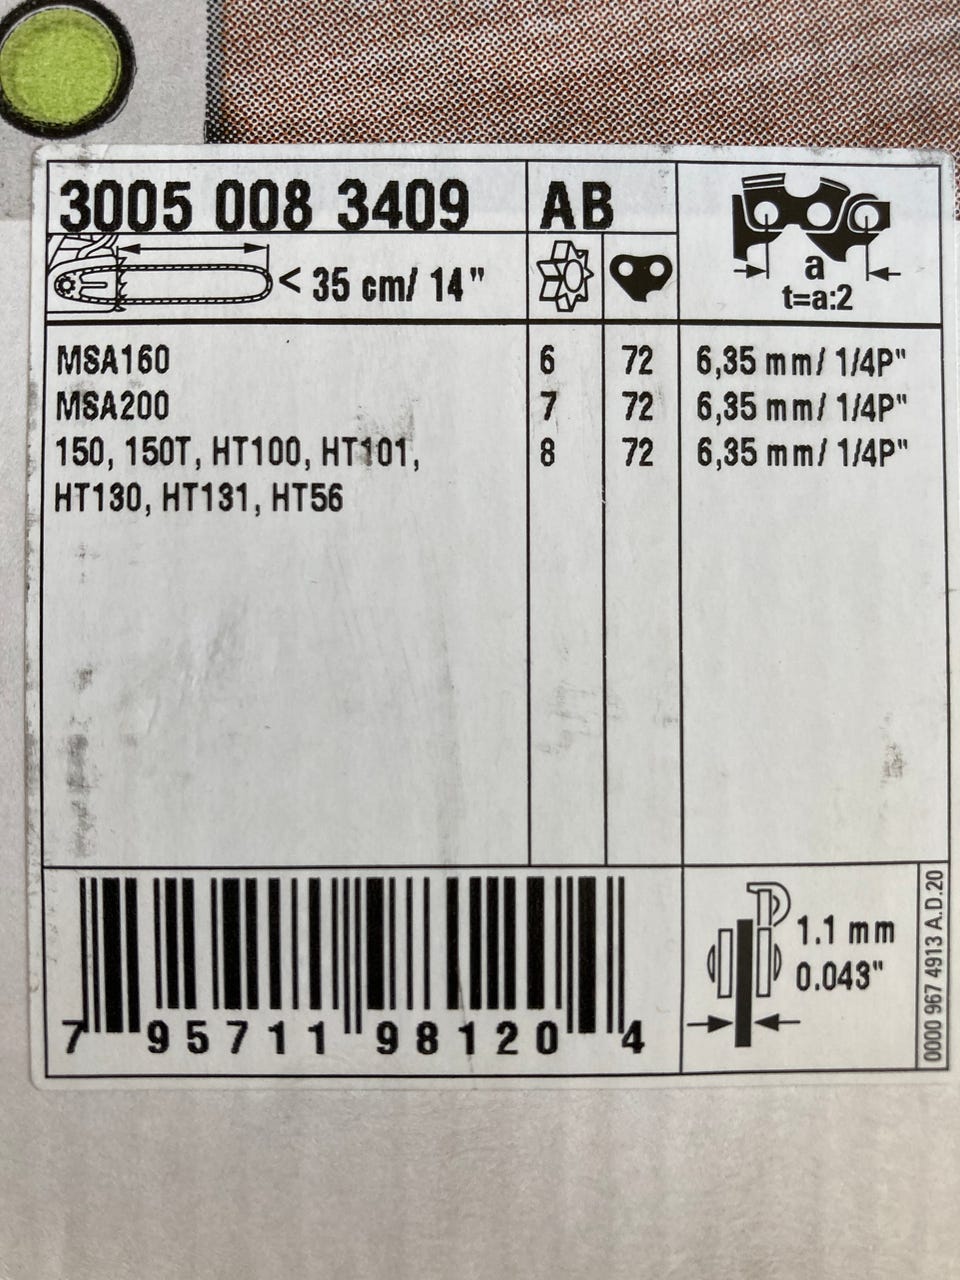 3005 008 3409 AB
< 35 cm/ 14"
a
t=a:2
MSA160 6 72 6,35 mm/ 1/4P"
MSA200 7 72 6,35 mm/ 1/4P"
150, 150T, HT100, HT101, 8 72 6,35 mm/ 1/4P"
HT130, HT131, HT56
1.1 mm
0.043"
7 95711 98120 4
0000 967 4913 A.D.20